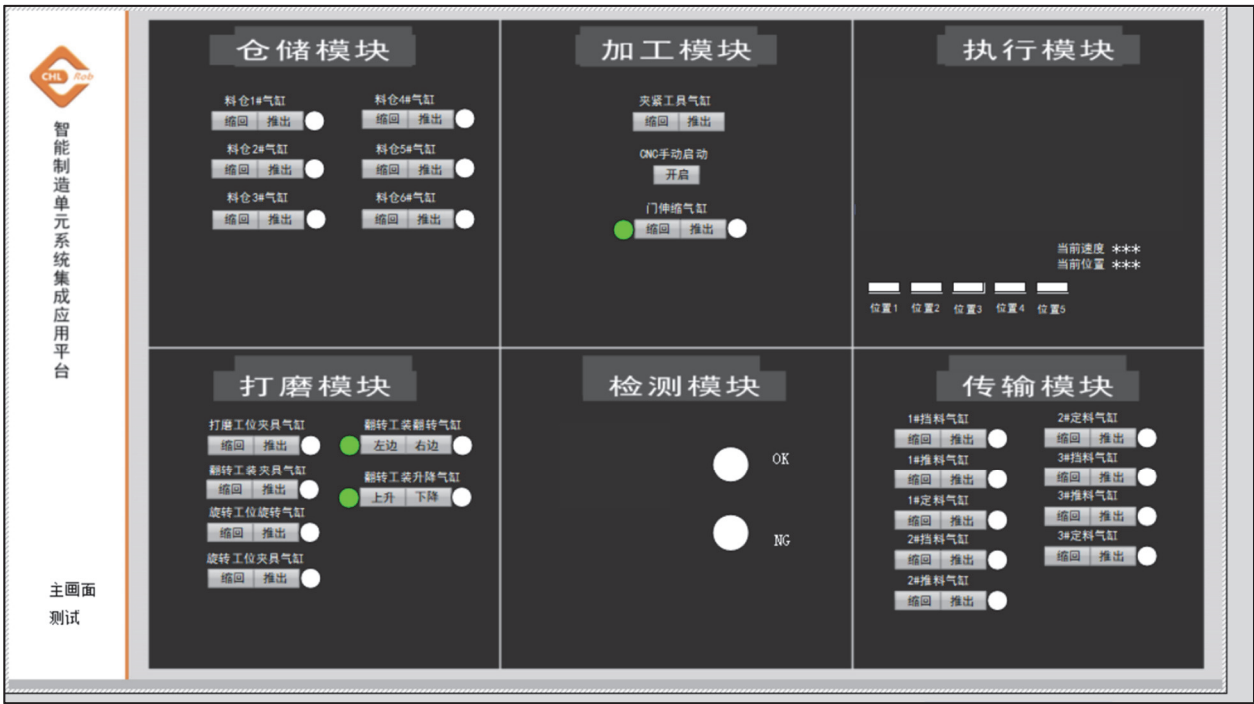 CHL Rob
智能制造单元系统集成应用平台
主画面
测试
仓储模块
料仓1#气缸
缩回 推出
料仓4#气缸
缩回 推出
料仓2#气缸
缩回 推出
料仓5#气缸
缩回 推出
料仓3#气缸
缩回 推出
料仓6#气缸
缩回 推出
加工模块
夹紧工具气缸
缩回 推出
CNC手动启动
开启
门伸缩气缸
缩回 推出
执行模块
当前速度 ***
当前位置 ***
位置1 位置2 位置3 位置4 位置5
打磨模块
打磨工位夹具气缸
缩回 推出
翻转工装夹具气缸
缩回 推出
旋转工位旋转气缸
缩回 推出
旋转工位夹具气缸
缩回 推出
翻转工装翻转气缸
左边 右边
翻转工装升降气缸
上升 下降
检测模块
OK
NG
传输模块
1#挡料气缸
缩回 推出
1#推料气缸
缩回 推出
1#定料气缸
缩回 推出
2#挡料气缸
缩回 推出
2#推料气缸
缩回 推出
2#定料气缸
缩回 推出
3#挡料气缸
缩回 推出
3#推料气缸
缩回 推出
3#定料气缸
缩回 推出